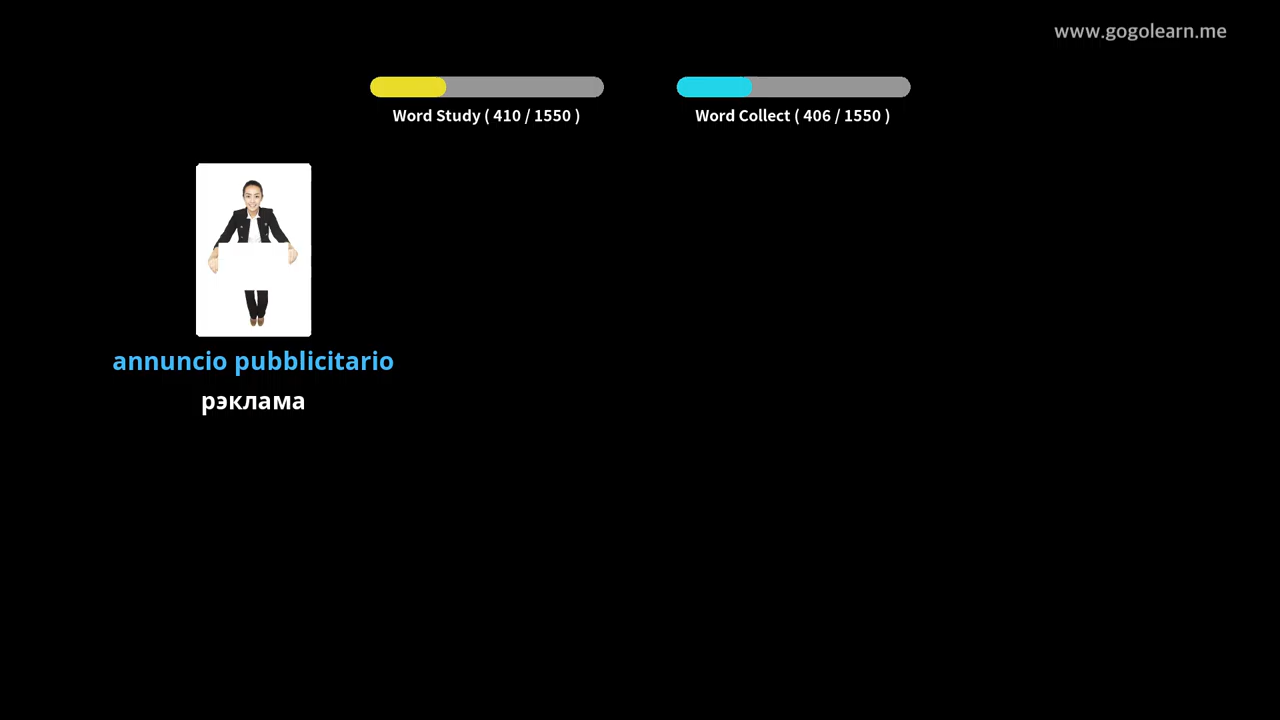 www.gogolearn.me
Word Study ( 410 / 1550 )
Word Collect ( 406 / 1550 )
annuncio pubblicitario
рэклама